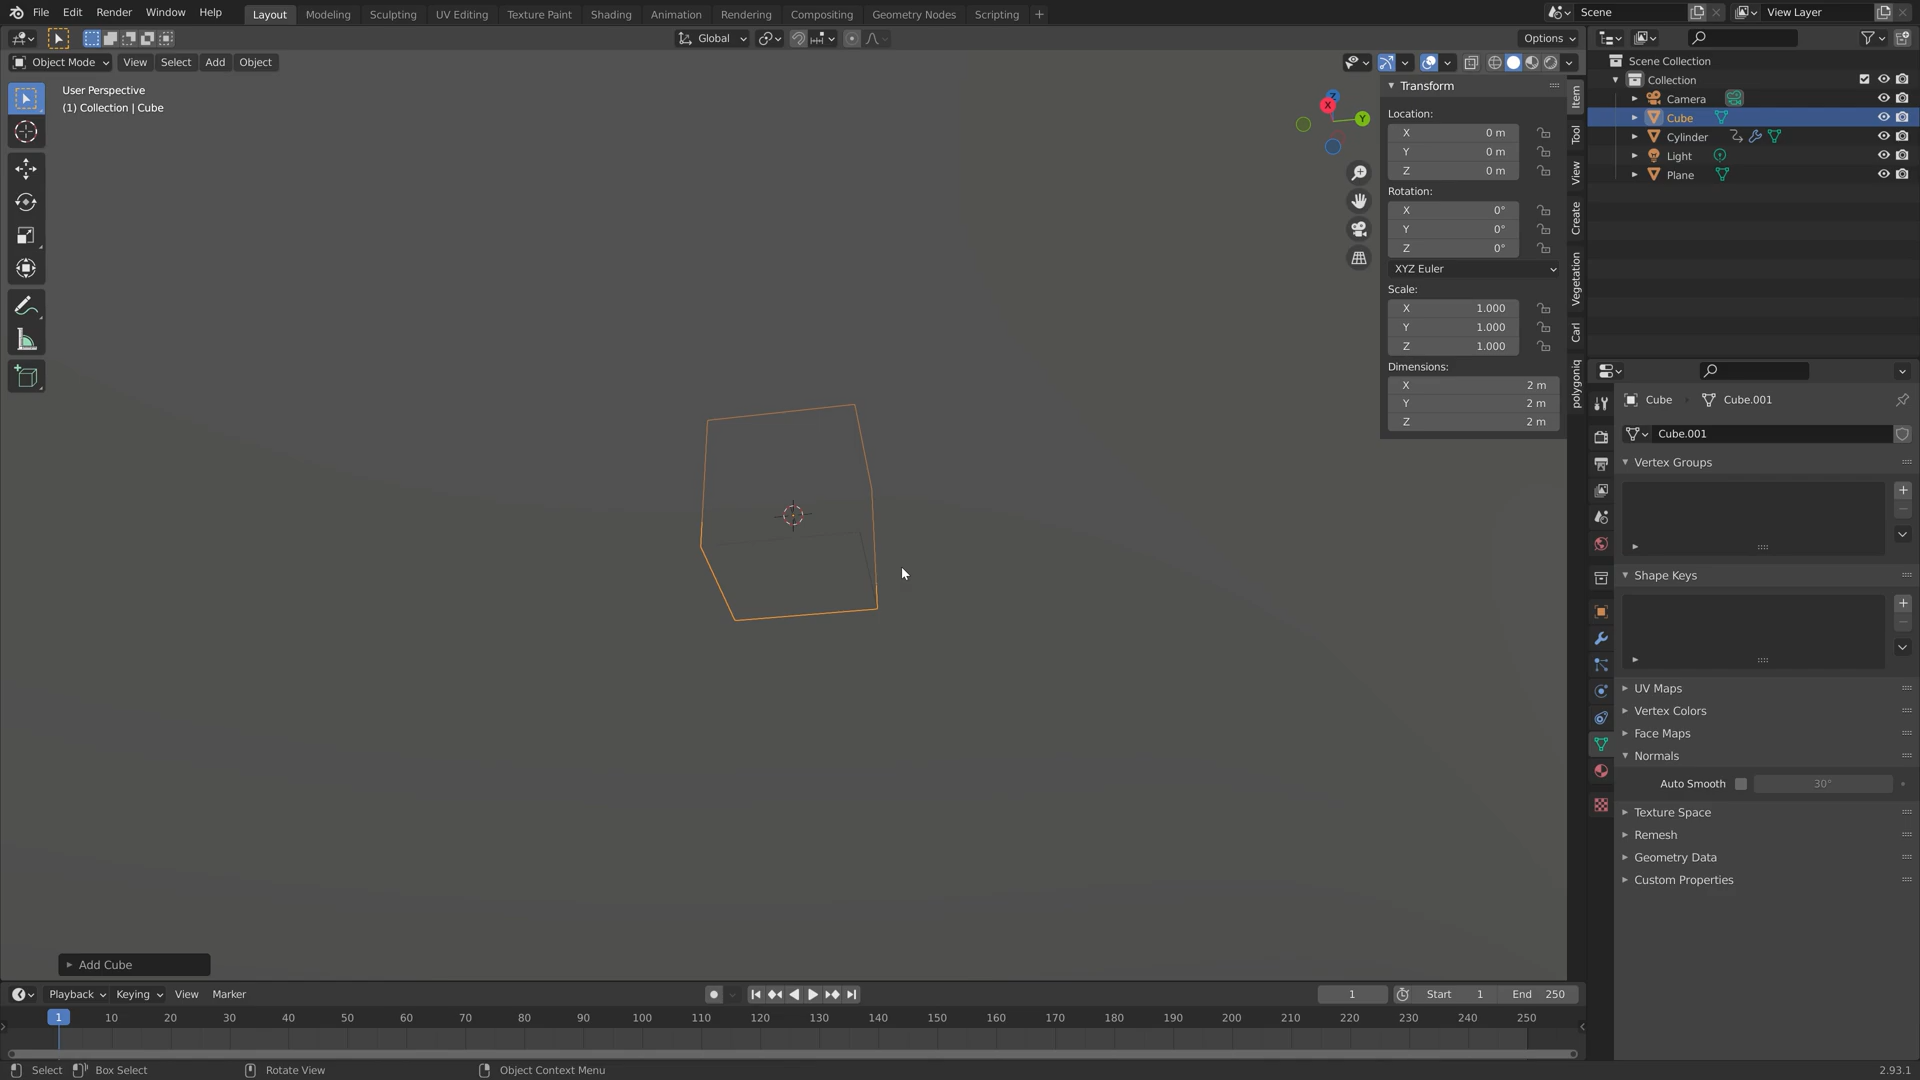 File Edit Render Window Help Layout Modeling Sculpting UV Editing Texture Paint Shading Animation Rendering Compositing Geometry Nodes Scripting + Scene View Layer
Global Options
Object Mode View Select Add Object
User Perspective
(1) Collection | Cube
Z
X
Y
Transform
Location:
X 0 m
Y 0 m
Z 0 m
Rotation:
X 0°
Y 0°
Z 0°
XYZ Euler
Scale:
X 1.000
Y 1.000
Z 1.000
Dimensions:
X 2 m
Y 2 m
Z 2 m
Item
Tool
View
Create
Vegetation
Carl
polygoniq
Scene Collection
Collection
Camera
Cube
Cylinder
Light
Plane
Cube Cube.001
Cube.001
Vertex Groups
Shape Keys
UV Maps
Vertex Colors
Face Maps
Normals
Auto Smooth 30°
Texture Space
Remesh
Geometry Data
Custom Properties
Add Cube
Playback Keying View Marker 1 Start 1 End 250
1 10 20 30 40 50 60 70 80 90 100 110 120 130 140 150 160 170 180 190 200 210 220 230 240 250
Select Box Select Rotate View Object Context Menu 2.93.1